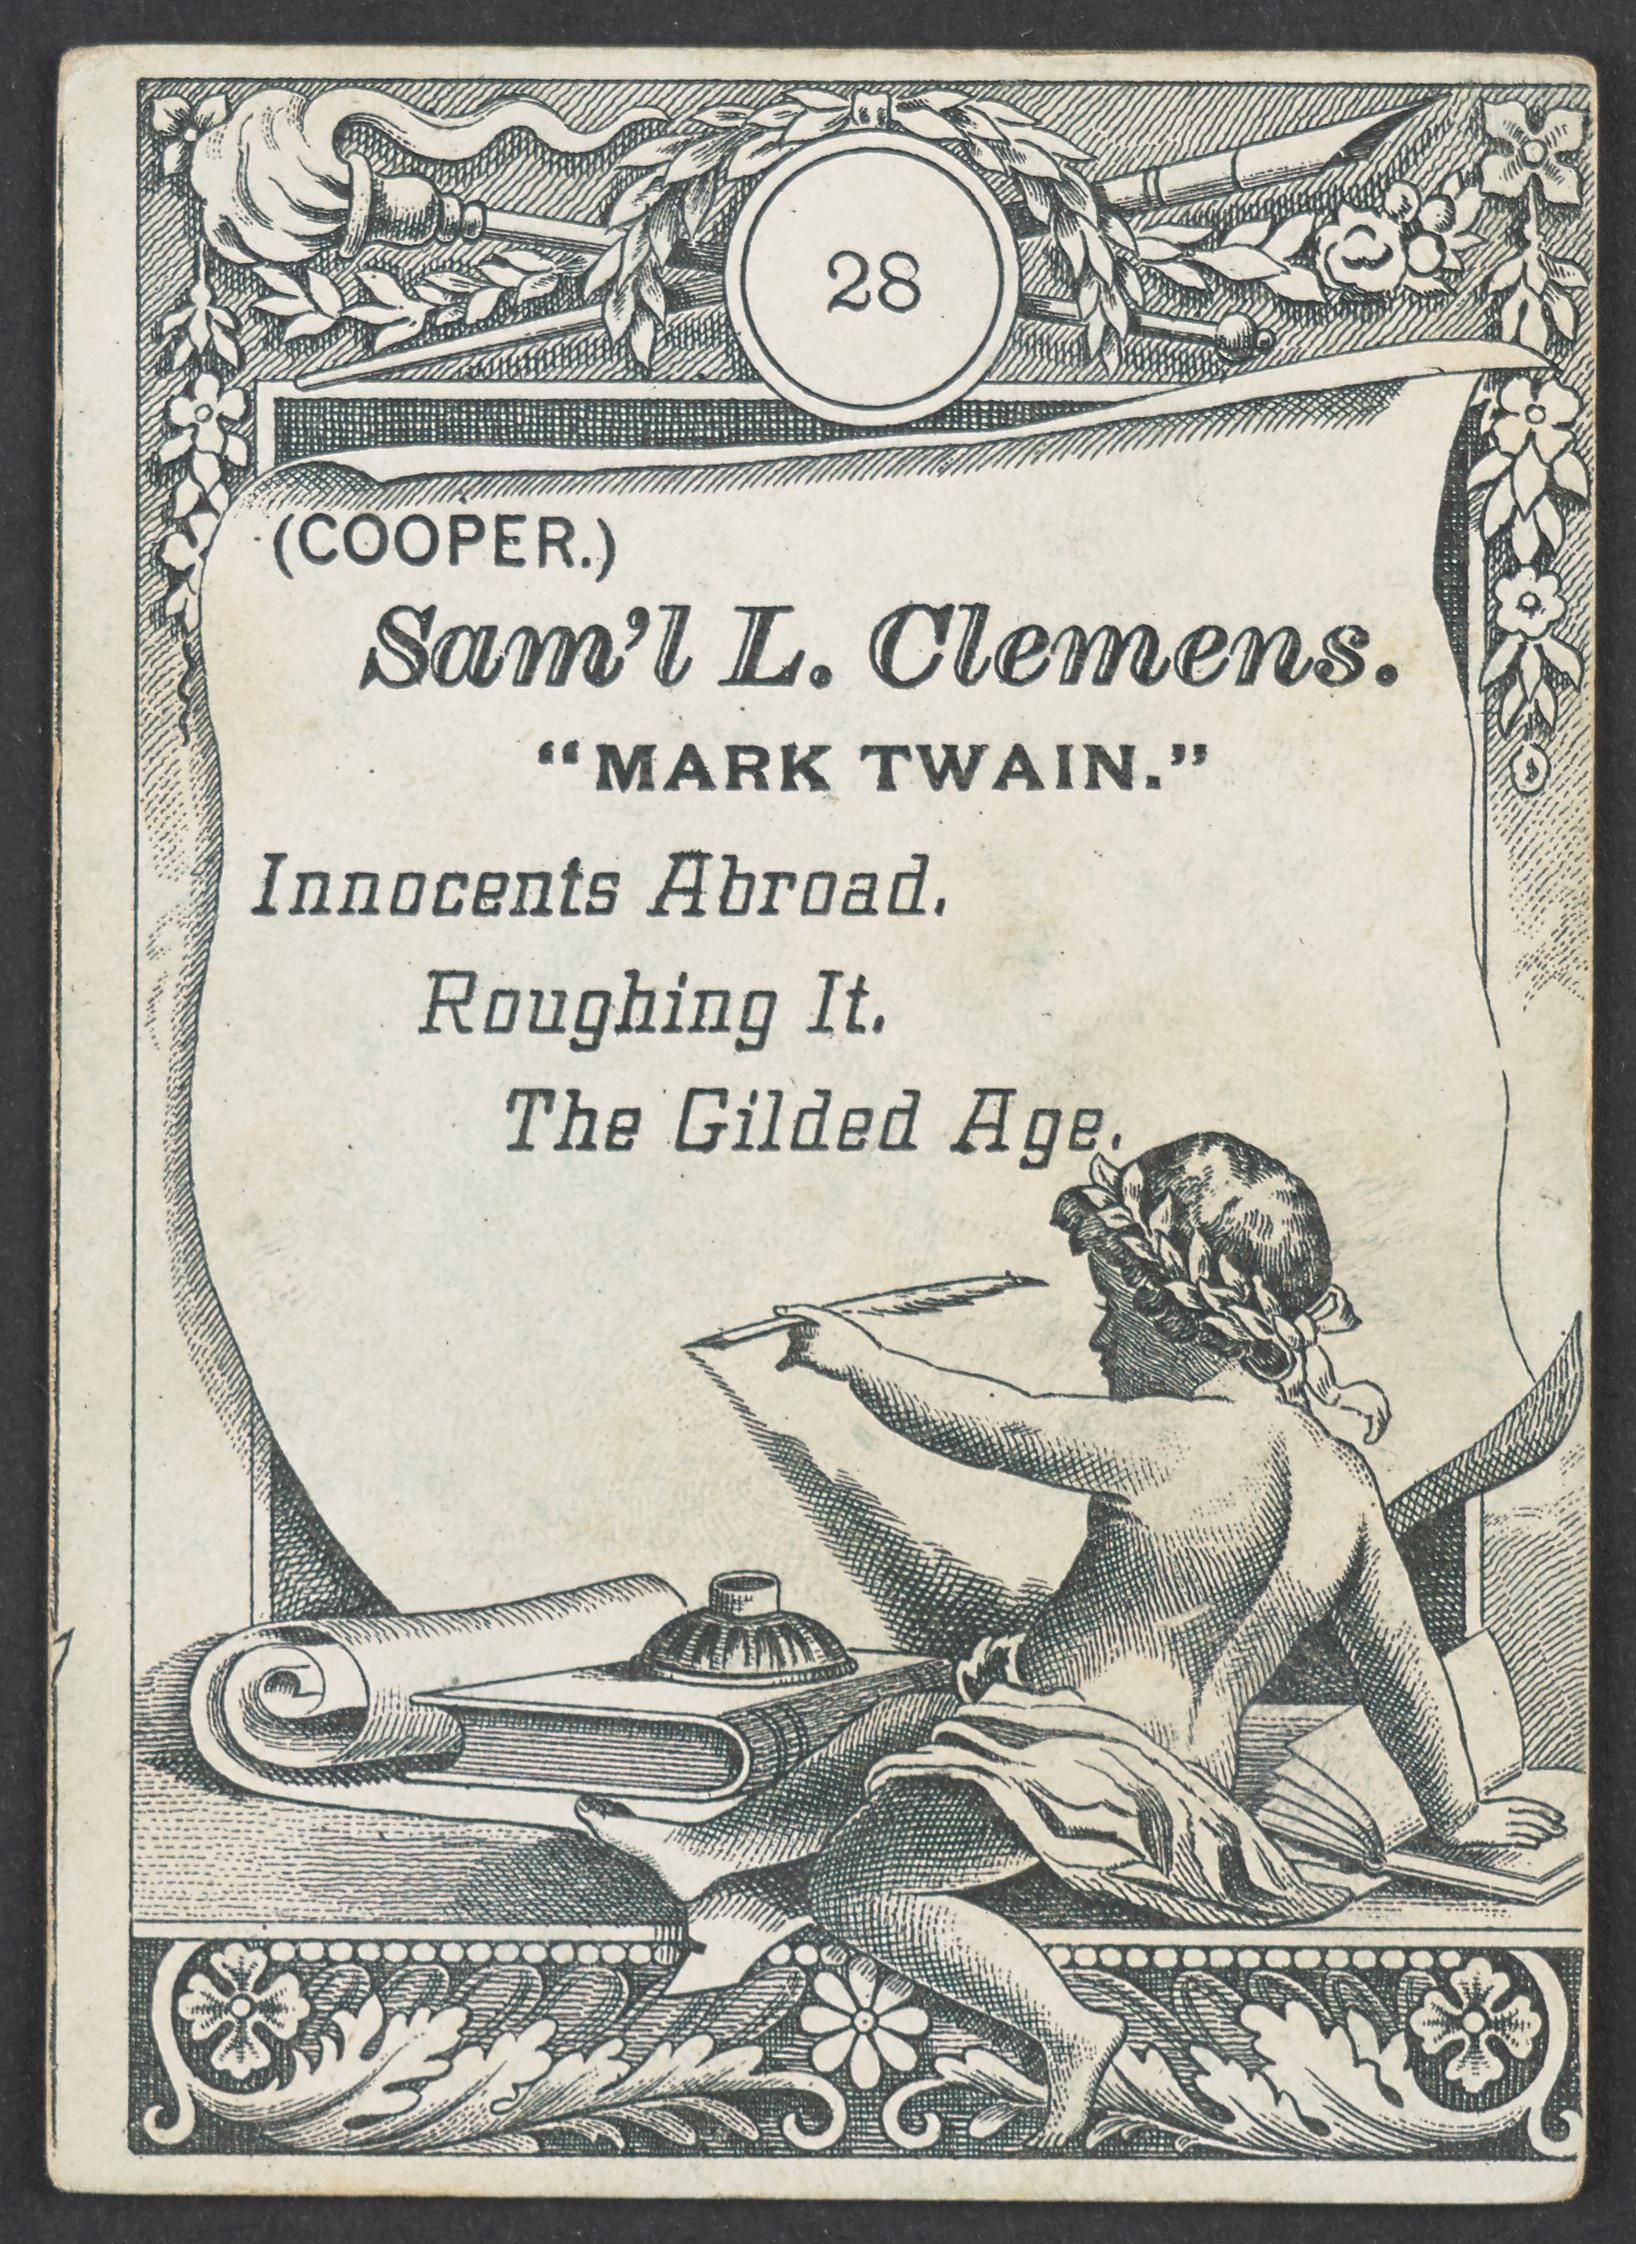 28
(COOPER.)
Sam'l L. Clemens.
"MARK TWAIN."
Innocents Abroad.
Roughing It.
The Gilded Age.